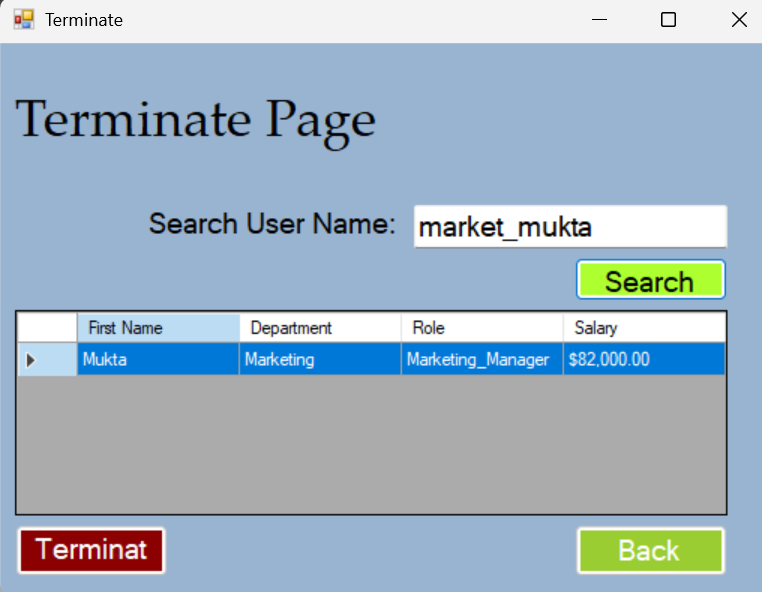 Terminate
Terminate Page
Search User Name: market_mukta
Search
First Name Department Role Salary
Mukta Marketing Marketing_Manager $82,000.00
Terminat Back